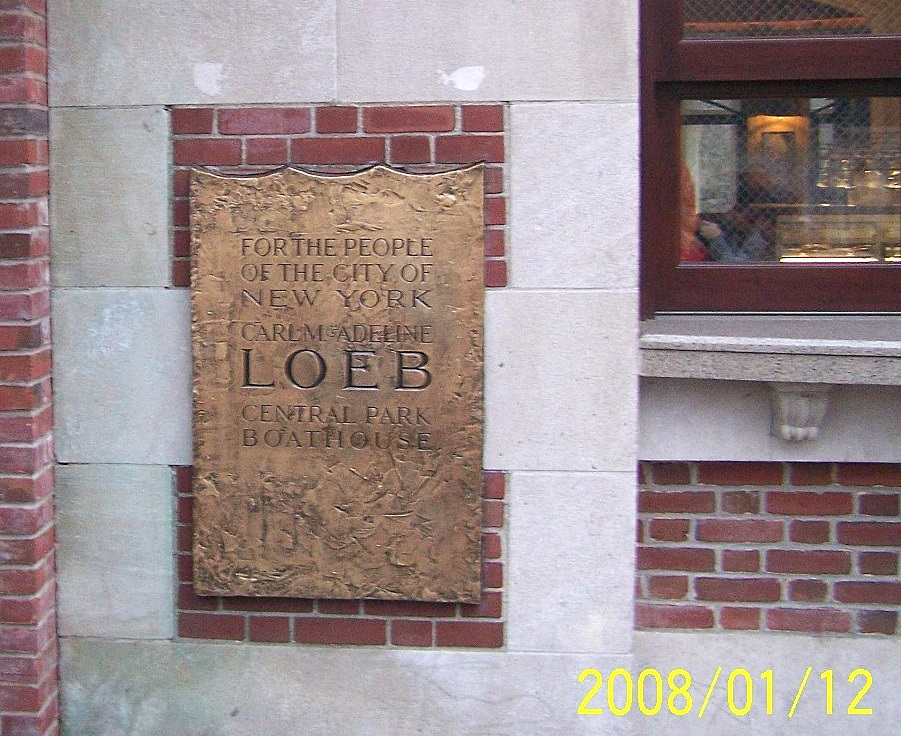 FOR THE PEOPLE
OF THE CITY OF
NEW YORK
CARL M. & ADELINE
LOEB
CENTRAL PARK
BOATHOUSE
2008/01/12